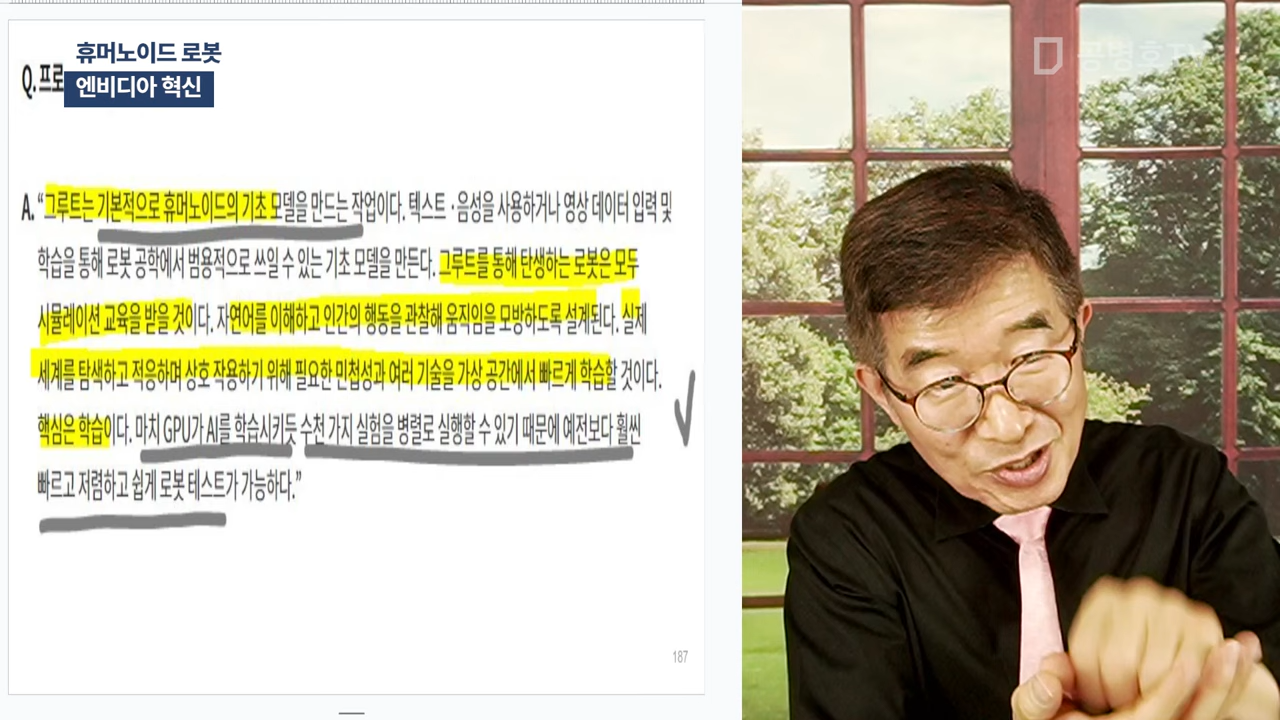 휴머노이드 로봇
엔비디아 혁신
Q. 프로
A. “그루트는 기본적으로 휴머노이드의 기초 모델을 만드는 작업이다. 텍스트·음성을 사용하거나 영상 데이터 입력 및
학습을 통해 로봇 공학에서 범용적으로 쓰일 수 있는 기초 모델을 만든다. 그루트를 통해 탄생하는 로봇은 모두
시뮬레이션 교육을 받을 것이다. 자연어를 이해하고 인간의 행동을 관찰해 움직임을 모방하도록 설계된다. 실제
세계를 탐색하고 적응하며 상호 작용하기 위해 필요한 민첩성과 여러 기술을 가상 공간에서 빠르게 학습할 것이다.
핵심은 학습이다. 마치 GPU가 AI를 학습시키듯 수천 가지 실험을 병렬로 실행할 수 있기 때문에 예전보다 훨씬
빠르고 저렴하고 쉽게 로봇 테스트가 가능하다.”
187
공병호TV